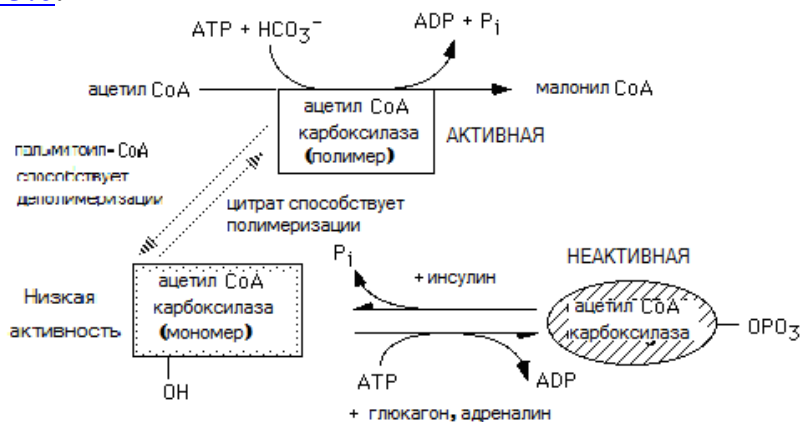 ATP + HCO3⁻
ADP + Pi
ацетил CoA
малонил CoA
ацетил CoA
карбоксилаза
(полимер)
АКТИВНАЯ
пальмитоил-CoA
способствует
деполимеризации
цитрат способствует
полимеризации
Pi
+инсулин
НЕАКТИВНАЯ
Низкая
активность
ацетил CoA
карбоксилаза
(мономер)
ацетил CoA
карбоксилаза
OPO3
OH
ATP
ADP
+ глюкагон, адреналин